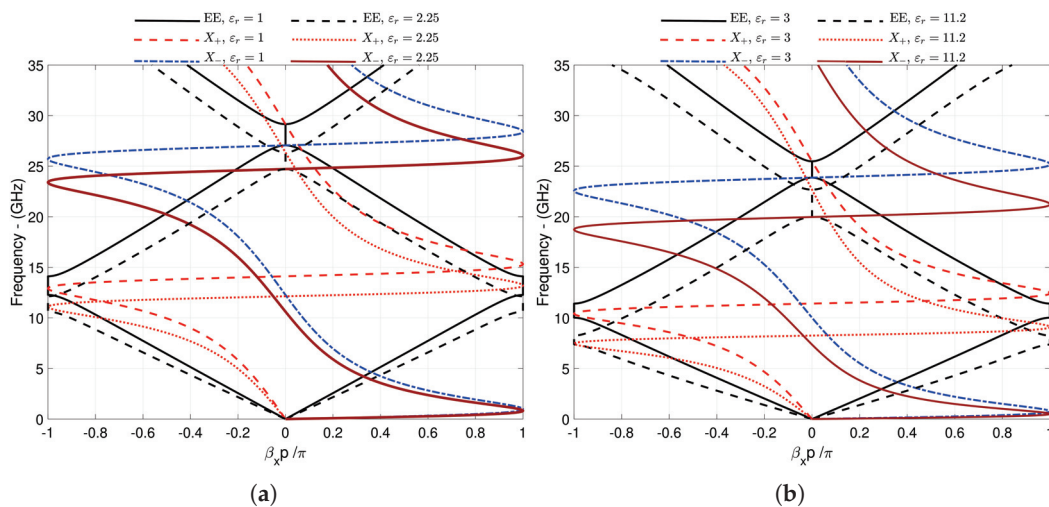 EE, εr = 1 EE, εr = 2.25
X+, εr = 1 X+, εr = 2.25
X−, εr = 1 X−, εr = 2.25
35
30
25
20
15
10
5
0
Frequency - (GHz)
-1 -0.8 -0.6 -0.4 -0.2 0 0.2 0.4 0.6 0.8 1
βxp/π
(a)
EE, εr = 3 EE, εr = 11.2
X+, εr = 3 X+, εr = 11.2
X−, εr = 3 X−, εr = 11.2
35
30
25
20
15
10
5
0
Frequency - (GHz)
-1 -0.8 -0.6 -0.4 -0.2 0 0.2 0.4 0.6 0.8 1
βxp/π
(b)